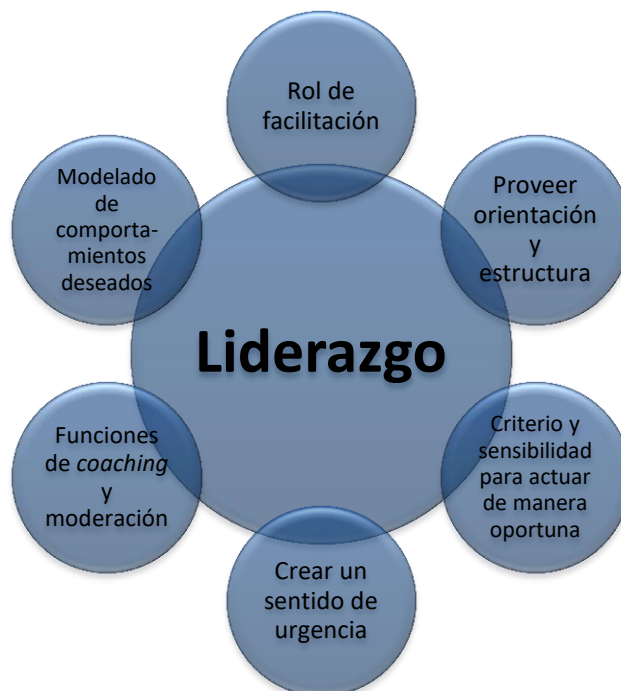 Rol de
facilitación
Proveer
orientación
y
estructura
Criterio y
sensibilidad
para actuar
de manera
oportuna
Crear un
sentido de
urgencia
Funciones
de coaching
y
moderación
Modelado
de
comporta-
mientos
deseados
Liderazgo